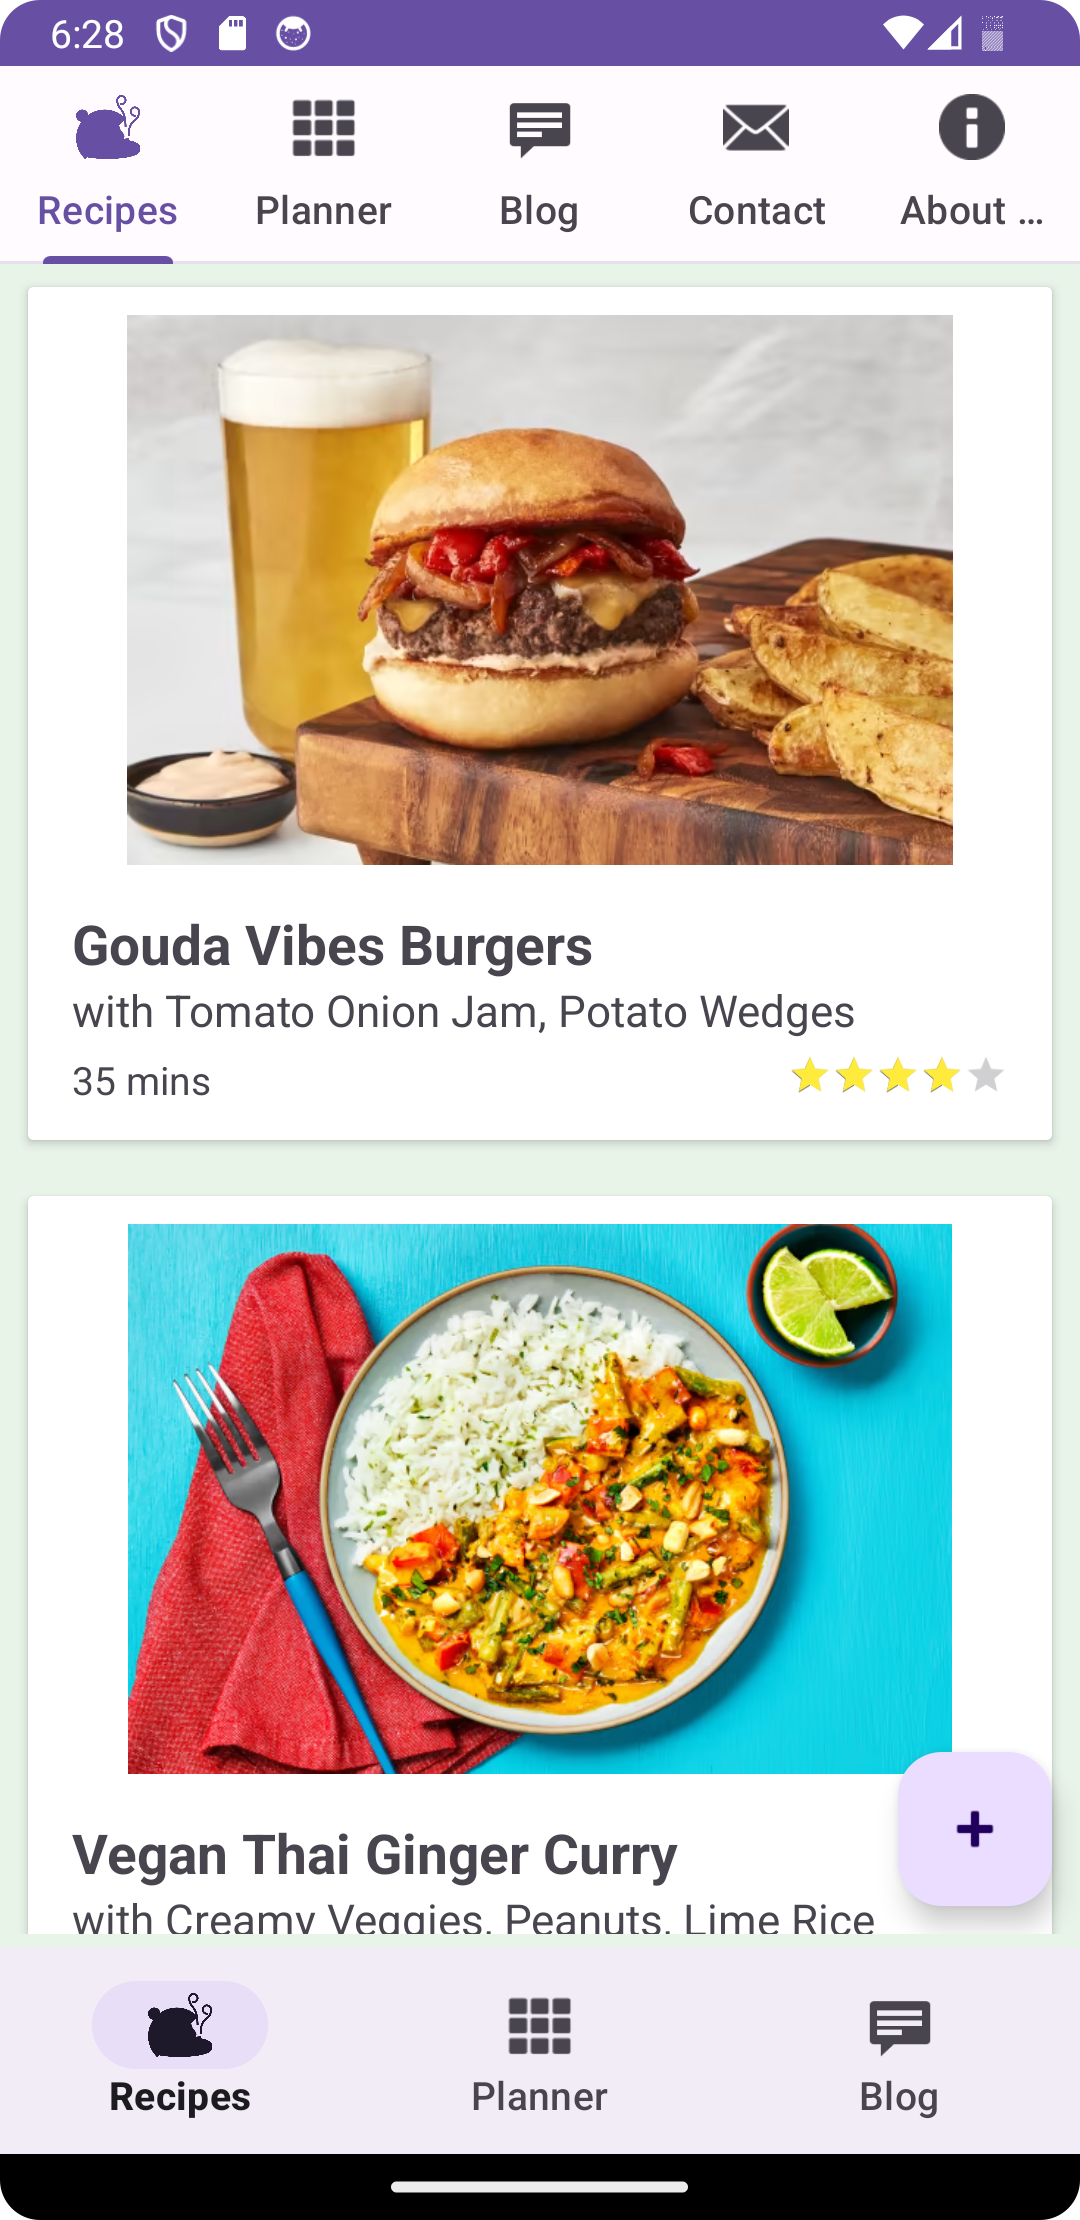 6:28
Recipes
Planner
Blog
Contact
About ...
Gouda Vibes Burgers
with Tomato Onion Jam, Potato Wedges
35 mins
Vegan Thai Ginger Curry
with Creamy Veggies, Peanuts, Lime Rice
Recipes
Planner
Blog